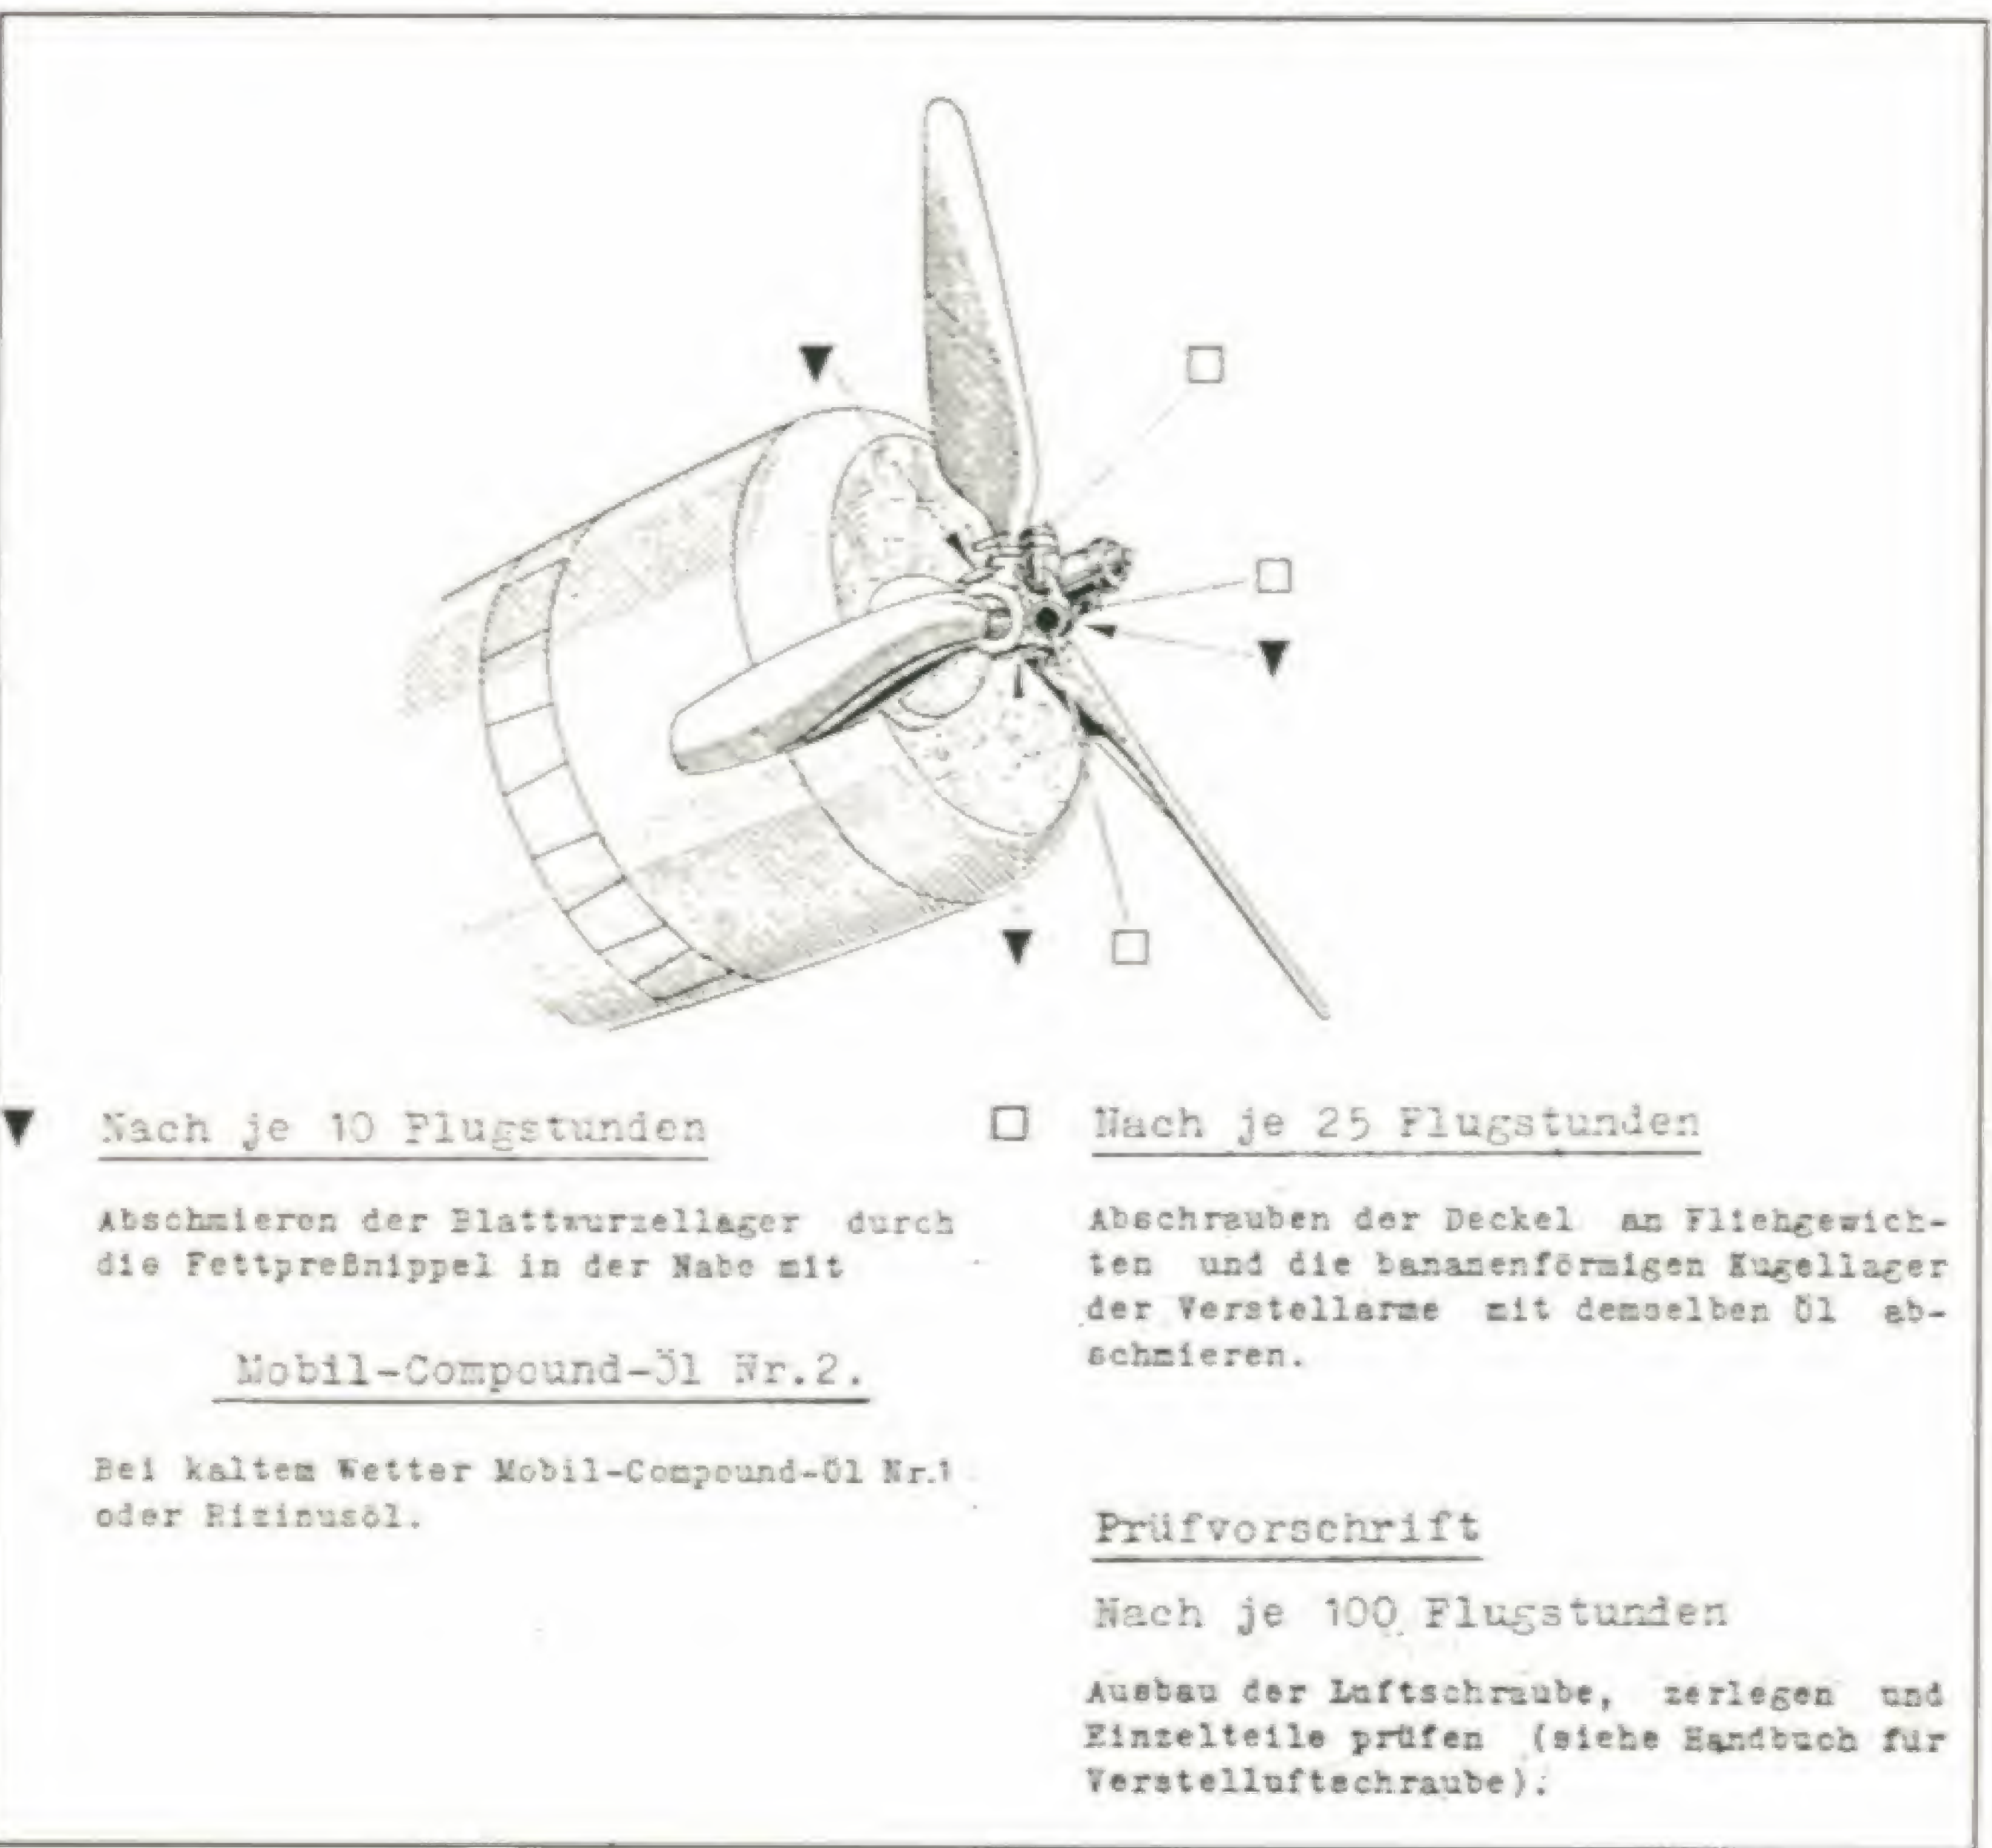 ▼ Nach je 10 Flugstunden
Abschmieren der Blattwurzellager durch
die Fettpreßnippel in der Nabe mit
Mobil-Compound-Öl Nr.2.
Bei kaltem Wetter Mobil-Compound-Öl Nr.1
oder Rizinusöl.
□ Nach je 25 Flugstunden
Abschrauben der Deckel an Fliehgewich-
ten und die bananenförmigen Kugellager
der Verstellarme mit demselben Öl ab-
schmieren.
Prüfvorschrift
Nach je 100 Flugstunden
Ausbau der Luftschraube, zerlegen und
Einzelteile prüfen (siehe Handbuch für
Verstelluftschraube).